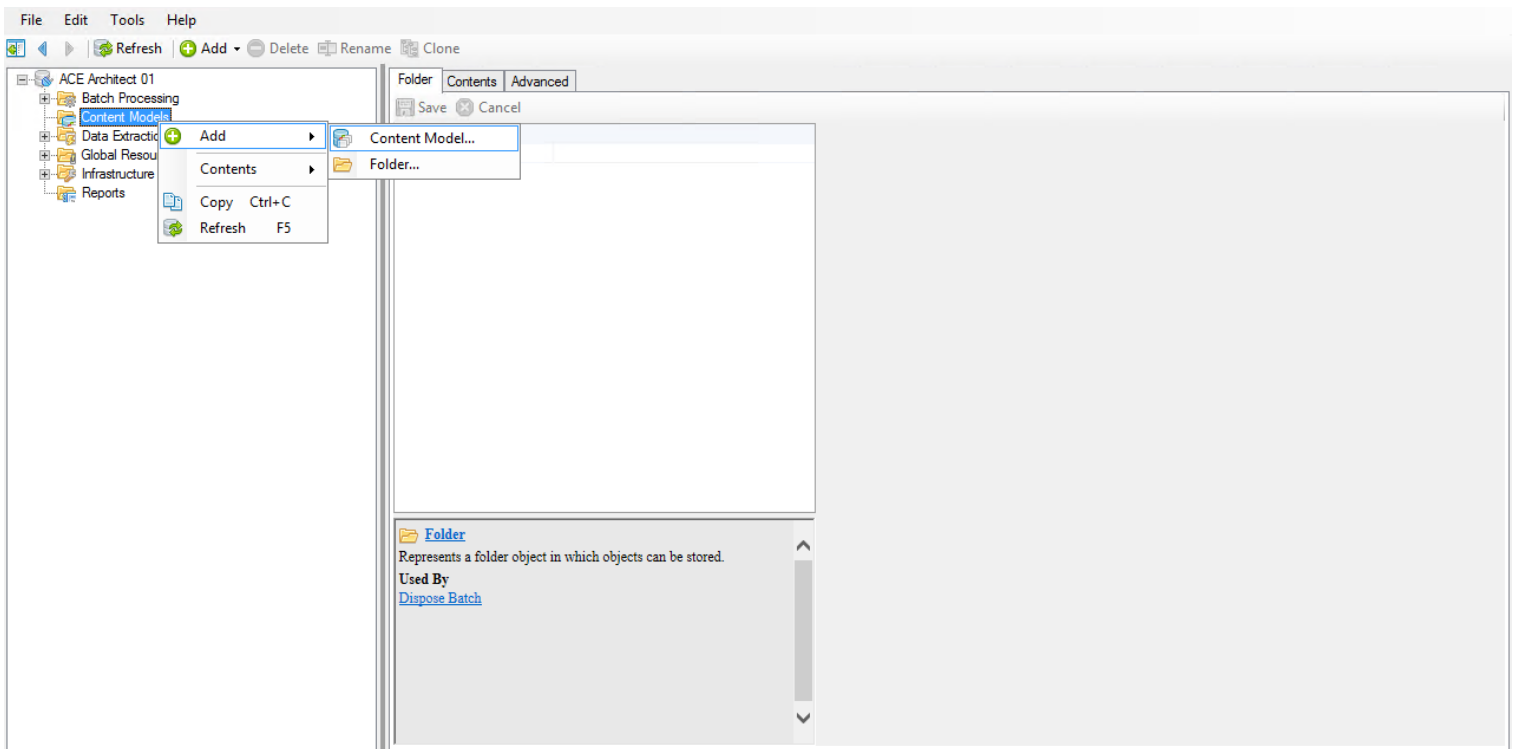 File Edit Tools Help
Refresh Add Delete Rename Clone
ACE Architect 01
Batch Processing
Content Models
Data Extractio
Global Resou
Infrastructure
Reports
Add
Contents
Copy Ctrl+C
Refresh F5
Content Model...
Folder...
Folder Contents Advanced
Save Cancel
Folder
Represents a folder object in which objects can be stored.
Used By
Dispose Batch